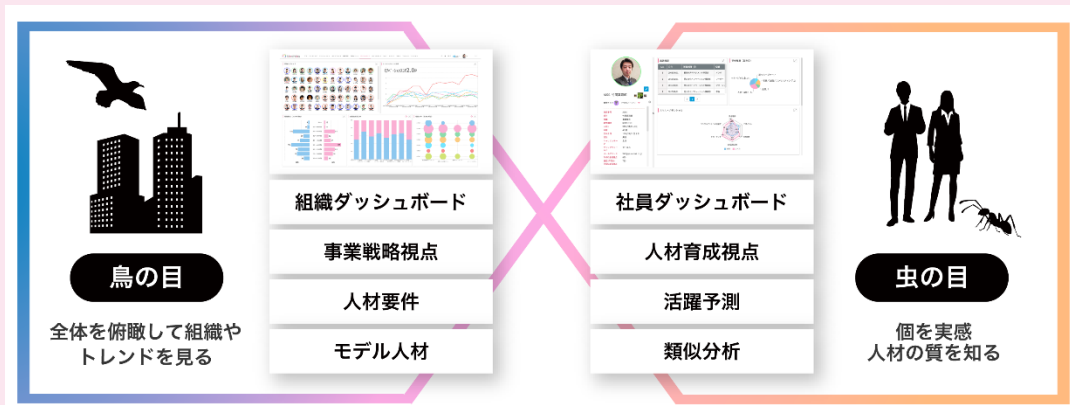 鳥の目
全体を俯瞰して組織や
トレンドを見る
組織ダッシュボード
事業戦略視点
人材要件
モデル人材
社員ダッシュボード
人材育成視点
活躍予測
類似分析
虫の目
個を実感
人材の質を知る